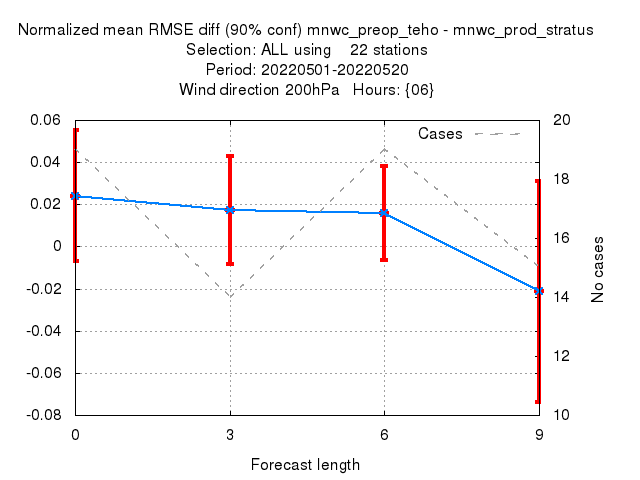 Normalized mean RMSE diff (90% conf) mnwc_preop_teho - mnwc_prod_stratus
Selection: ALL using    22 stations
Period: 20220501-20220520
Wind direction 200hPa   Hours: {06}
Cases
0.06
0.04
0.02
0
-0.02
-0.04
-0.06
-0.08
20
18
16
14
12
10
No cases
0 3 6 9
Forecast length